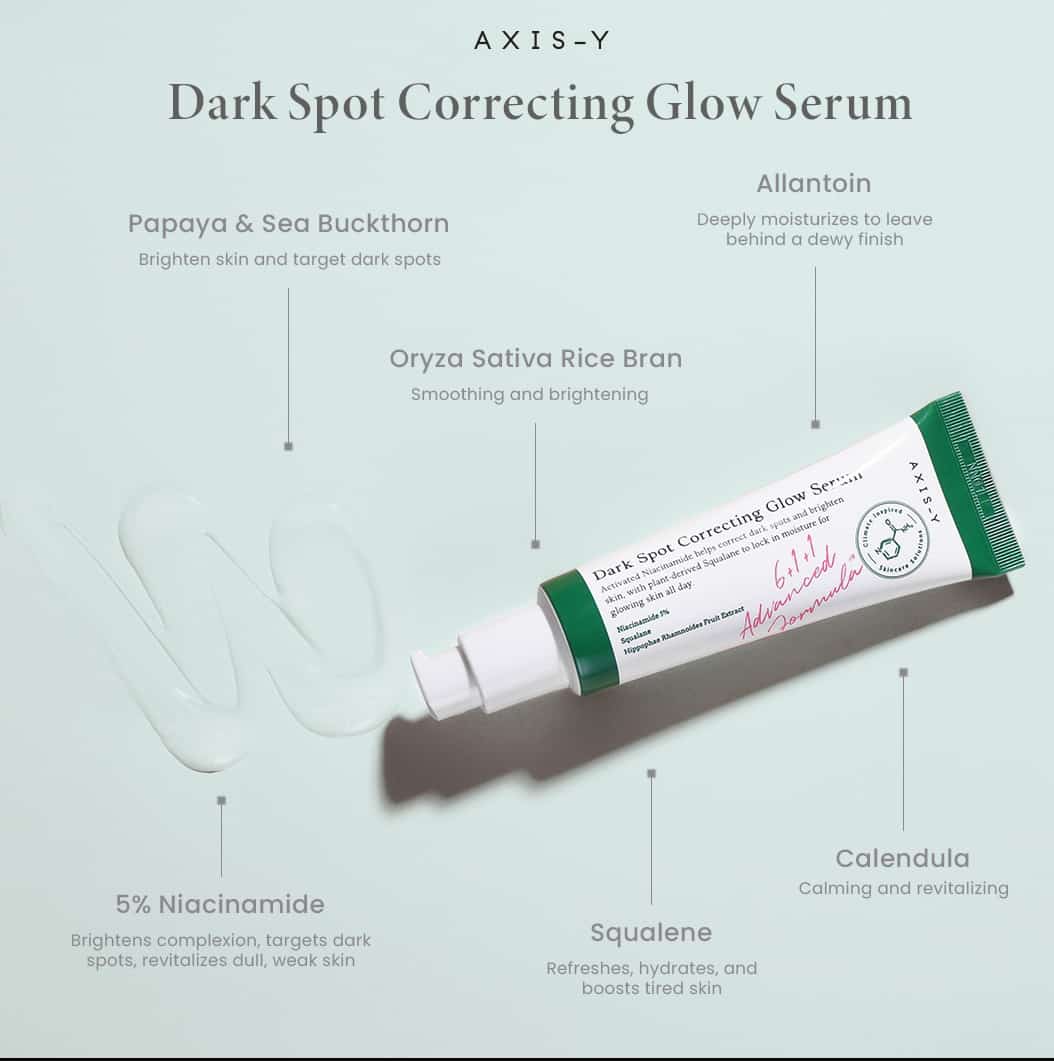 AXIS-Y
Dark Spot Correcting Glow Serum
Allantoin
Deeply moisturizes to leave
behind a dewy finish
Papaya & Sea Buckthorn
Brighten skin and target dark spots
Oryza Sativa Rice Bran
Smoothing and brightening
AXIS-Y
Dark Spot Correcting Glow Serum
Activated Niacinamide helps correct dark spots and brighten
skin, with plant-derived Squalane to lock in moisture for
glowing skin all day
Niacinamide 5%
Squalane
Hippophae Rhamnoides Fruit Extract
6+1+1
Advanced
Formula
Climate Inspired
Skincare Solutions
5% Niacinamide
Brightens complexion, targets dark
spots, revitalizes dull, weak skin
Squalene
Refreshes, hydrates, and
boosts tired skin
Calendula
Calming and revitalizing